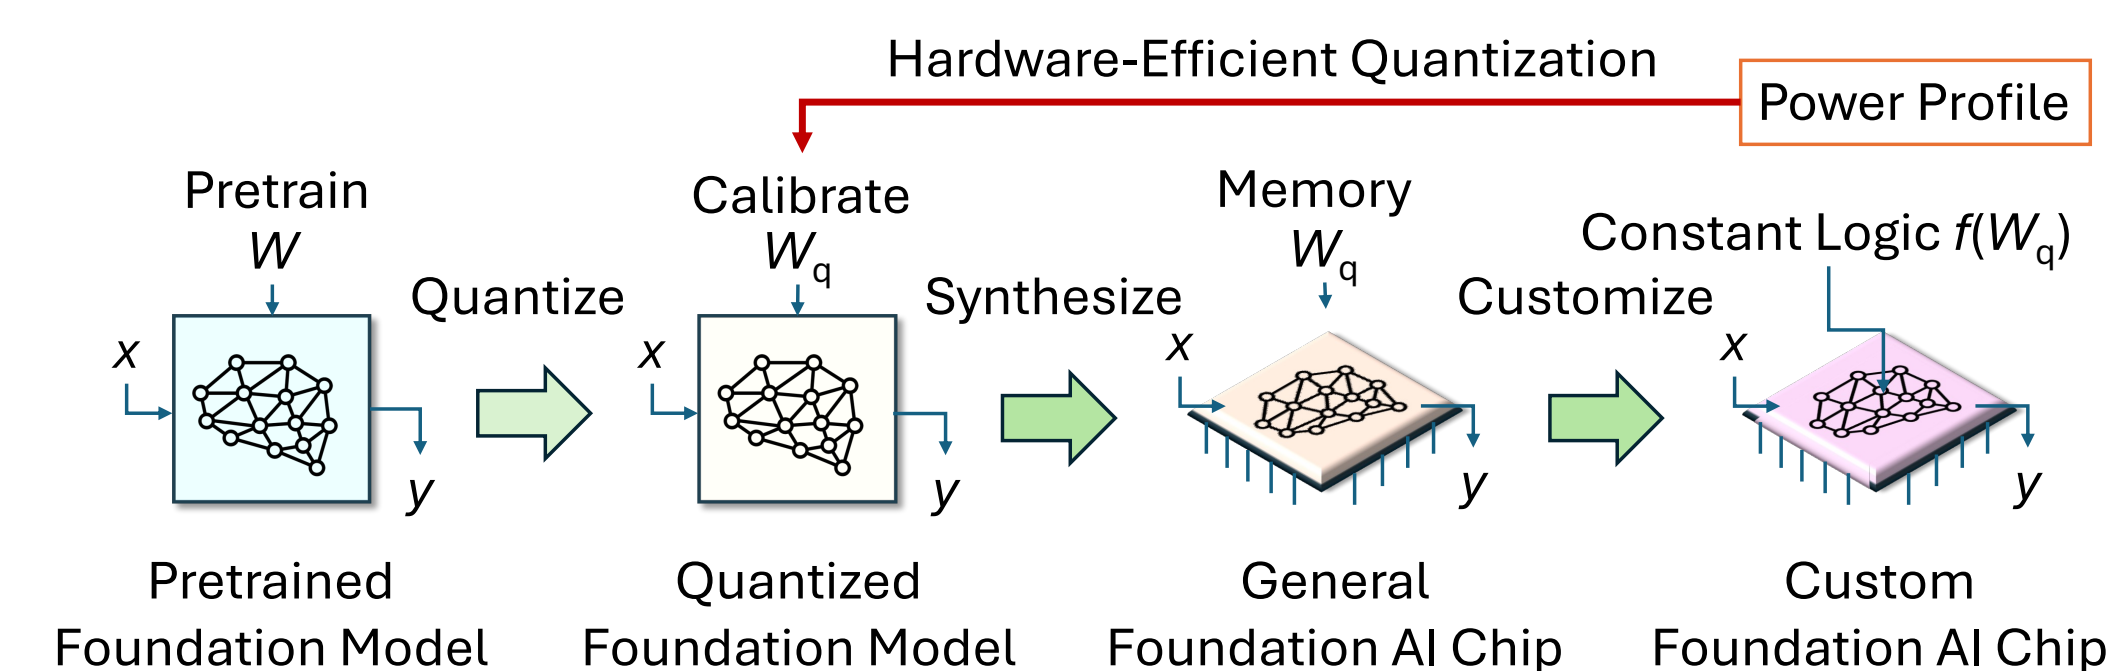 Hardware-Efficient Quantization
Power Profile
Pretrain
W
Calibrate
Wq
Memory
Wq
Constant Logic f(Wq)
Quantize
Synthesize
Customize
x
y
x
y
x
y
x
y
Pretrained
Foundation Model
Quantized
Foundation Model
General
Foundation AI Chip
Custom
Foundation AI Chip